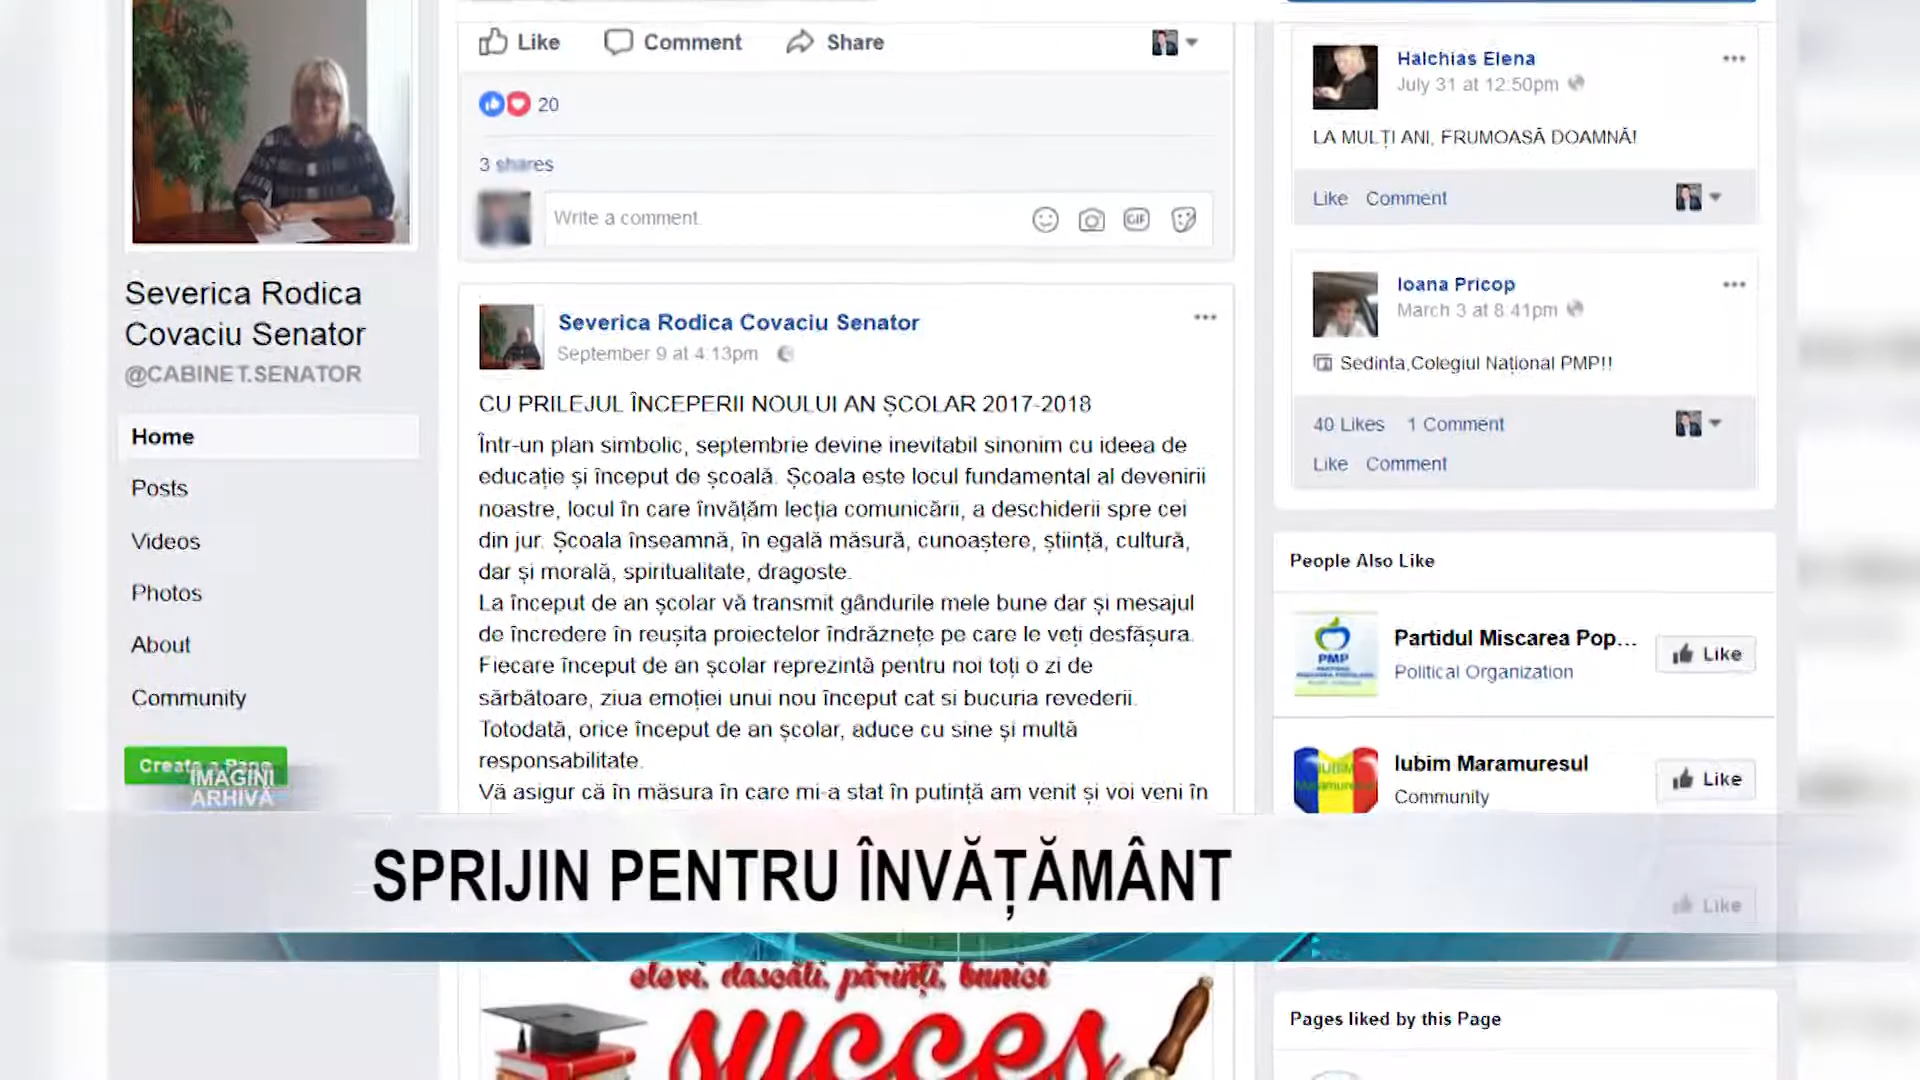 Severica Rodica
Covaciu Senator
@CABINET.SENATOR
Home
Posts
Videos
Photos
About
Community
Create a Page
IMAGINI
ARHIVĂ
Like Comment Share
20
3 shares
Write a comment.
GIF
Severica Rodica Covaciu Senator
September 9 at 4:13pm
CU PRILEJUL ÎNCEPERII NOULUI AN ȘCOLAR 2017-2018
Într-un plan simbolic, septembrie devine inevitabil sinonim cu ideea de
educație și început de școală. Școala este locul fundamental al devenirii
noastre, locul în care învățăm lecția comunicării, a deschiderii spre cei
din jur. Școala înseamnă, în egală măsură, cunoaștere, știință, cultură,
dar și morală, spiritualitate, dragoste.
La început de an școlar vă transmit gândurile mele bune dar și mesajul
de încredere în reușita proiectelor îndrăznețe pe care le veți desfășura.
Fiecare început de an școlar reprezintă pentru noi toți o zi de
sărbătoare, ziua emoției unui nou început cat si bucuria revederii.
Totodată, orice început de an școlar, aduce cu sine și multă
responsabilitate.
Vă asigur că în măsura în care mi-a stat în putință am venit și voi veni în
SPRIJIN PENTRU ÎNVĂȚĂMÂNT
elevi, dascăli, părinți, bunici
succes
Halchias Elena
July 31 at 12:50pm
LA MULȚI ANI, FRUMOASĂ DOAMNĂ!
Like Comment
Ioana Pricop
March 3 at 8:41pm
Sedinta,Colegiul Național PMP!!
40 Likes 1 Comment
Like Comment
People Also Like
PMP
Partidul Miscarea Pop...
Political Organization
Like
IUBIM
Maramuresul
Iubim Maramuresul
Community
Like
Like
Pages liked by this Page